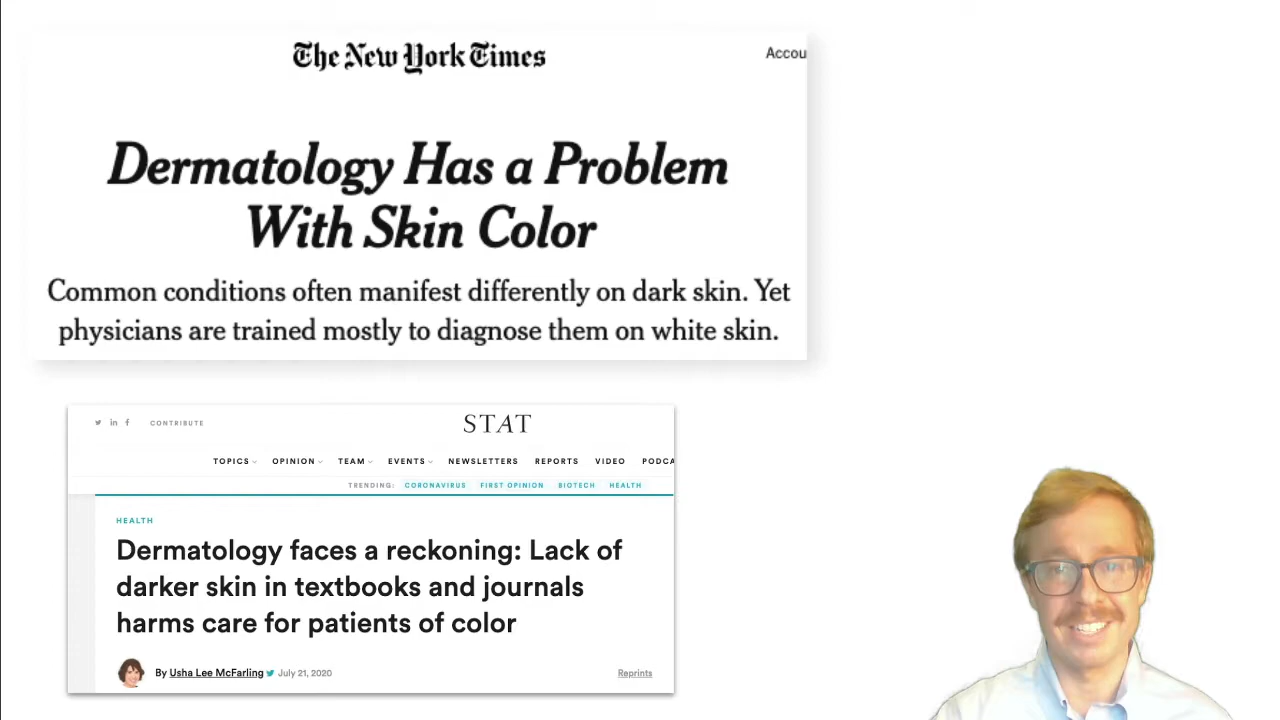 The New York Times
Accou
Dermatology Has a Problem
With Skin Color
Common conditions often manifest differently on dark skin. Yet
physicians are trained mostly to diagnose them on white skin.
CONTRIBUTE
STAT
TOPICS OPINION TEAM EVENTS NEWSLETTERS REPORTS VIDEO PODCA
TRENDING: CORONAVIRUS FIRST OPINION BIOTECH HEALTH
HEALTH
Dermatology faces a reckoning: Lack of
darker skin in textbooks and journals
harms care for patients of color
By Usha Lee McFarling July 21, 2020
Reprints